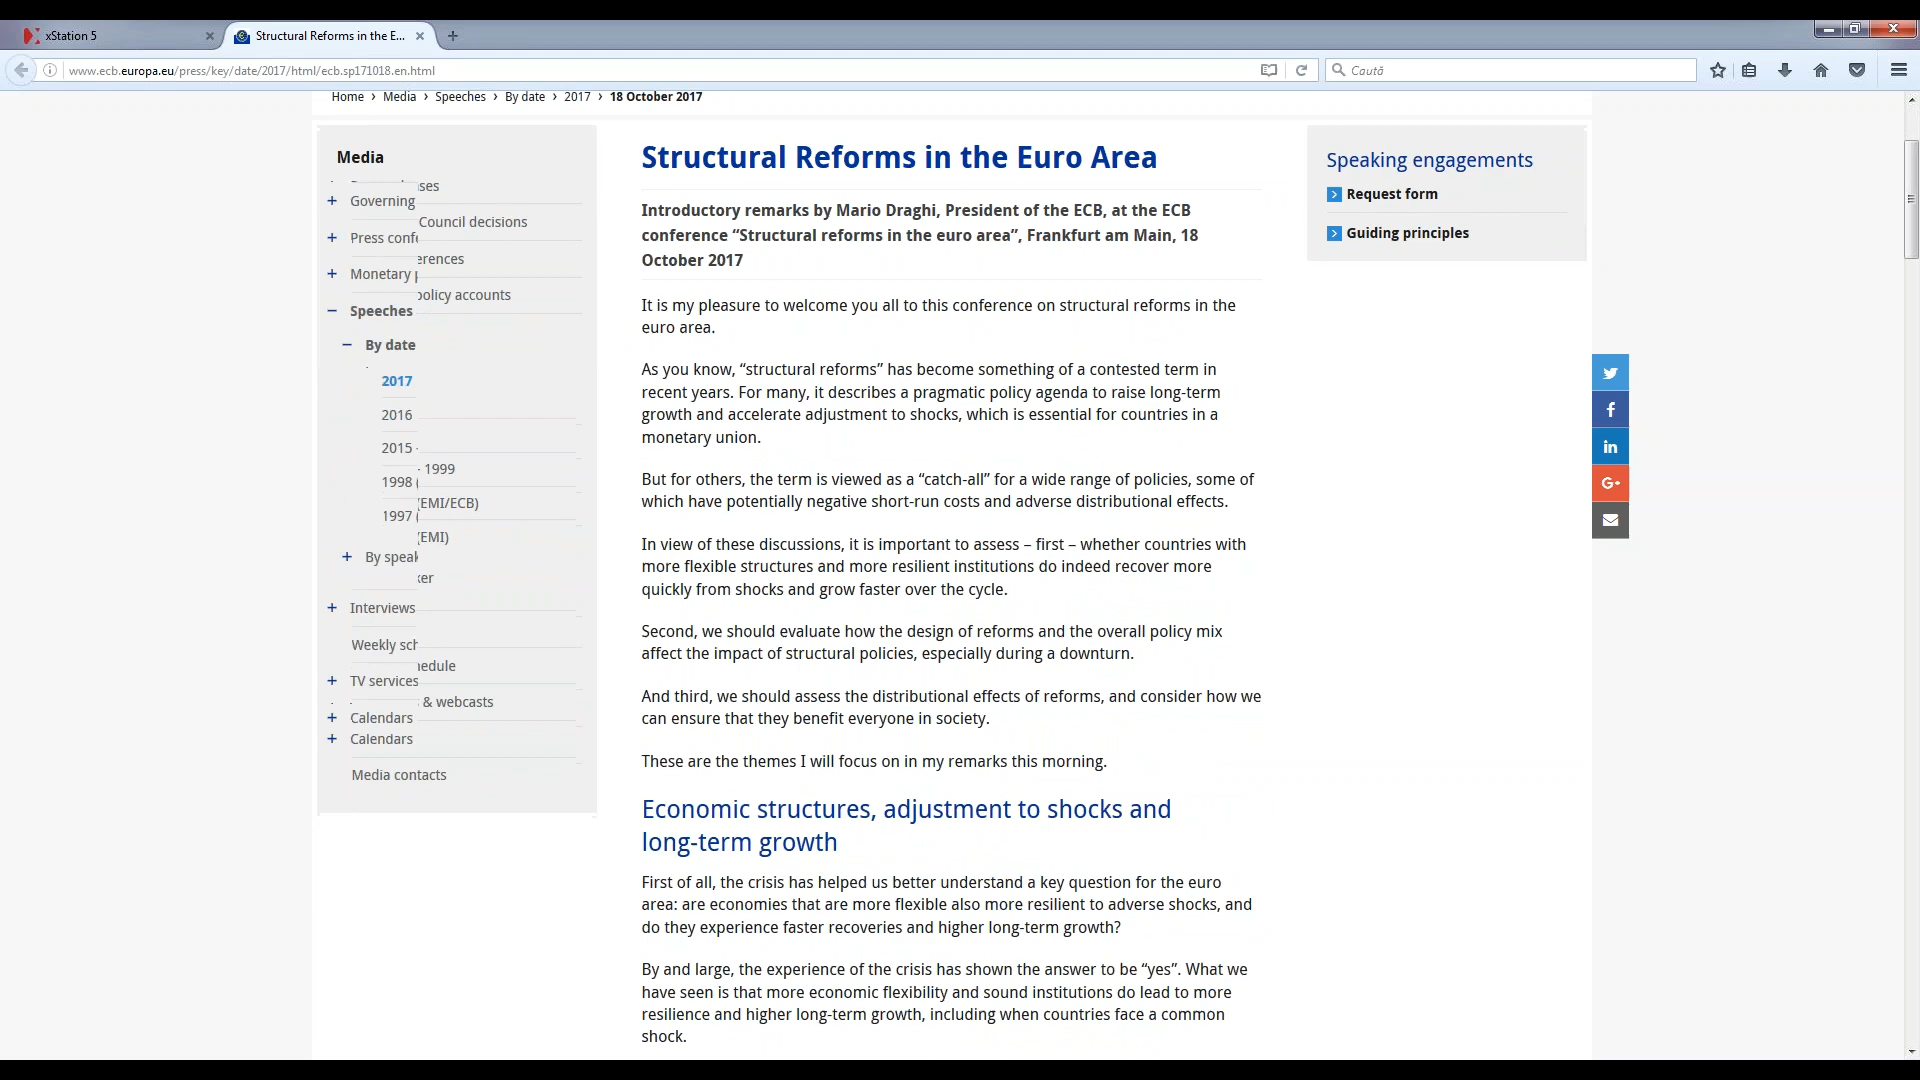 xStation 5
Structural Reforms in the E...
www.ecb.europa.eu/press/key/date/2017/html/ecb.sp171018.en.html
Caută
Home › Media › Speeches › By date › 2017 › 18 October 2017
Media
Governing
Council decisions
Press conf
erences
Monetary
policy accounts
Speeches
By date
2017
2016
2015 -
- 1999
1998 (
(EMI/ECB)
1997 (
(EMI)
By speak
ker
Interviews
Weekly sch
hedule
TV services
& webcasts
Calendars
Calendars
Media contacts
Structural Reforms in the Euro Area
Introductory remarks by Mario Draghi, President of the ECB, at the ECB
conference “Structural reforms in the euro area”, Frankfurt am Main, 18
October 2017
It is my pleasure to welcome you all to this conference on structural reforms in the
euro area.
As you know, “structural reforms” has become something of a contested term in
recent years. For many, it describes a pragmatic policy agenda to raise long-term
growth and accelerate adjustment to shocks, which is essential for countries in a
monetary union.
But for others, the term is viewed as a “catch-all” for a wide range of policies, some of
which have potentially negative short-run costs and adverse distributional effects.
In view of these discussions, it is important to assess – first – whether countries with
more flexible structures and more resilient institutions do indeed recover more
quickly from shocks and grow faster over the cycle.
Second, we should evaluate how the design of reforms and the overall policy mix
affect the impact of structural policies, especially during a downturn.
And third, we should assess the distributional effects of reforms, and consider how we
can ensure that they benefit everyone in society.
These are the themes I will focus on in my remarks this morning.
Economic structures, adjustment to shocks and
long-term growth
First of all, the crisis has helped us better understand a key question for the euro
area: are economies that are more flexible also more resilient to adverse shocks, and
do they experience faster recoveries and higher long-term growth?
By and large, the experience of the crisis has shown the answer to be “yes”. What we
have seen is that more economic flexibility and sound institutions do lead to more
resilience and higher long-term growth, including when countries face a common
shock.
Speaking engagements
Request form
Guiding principles